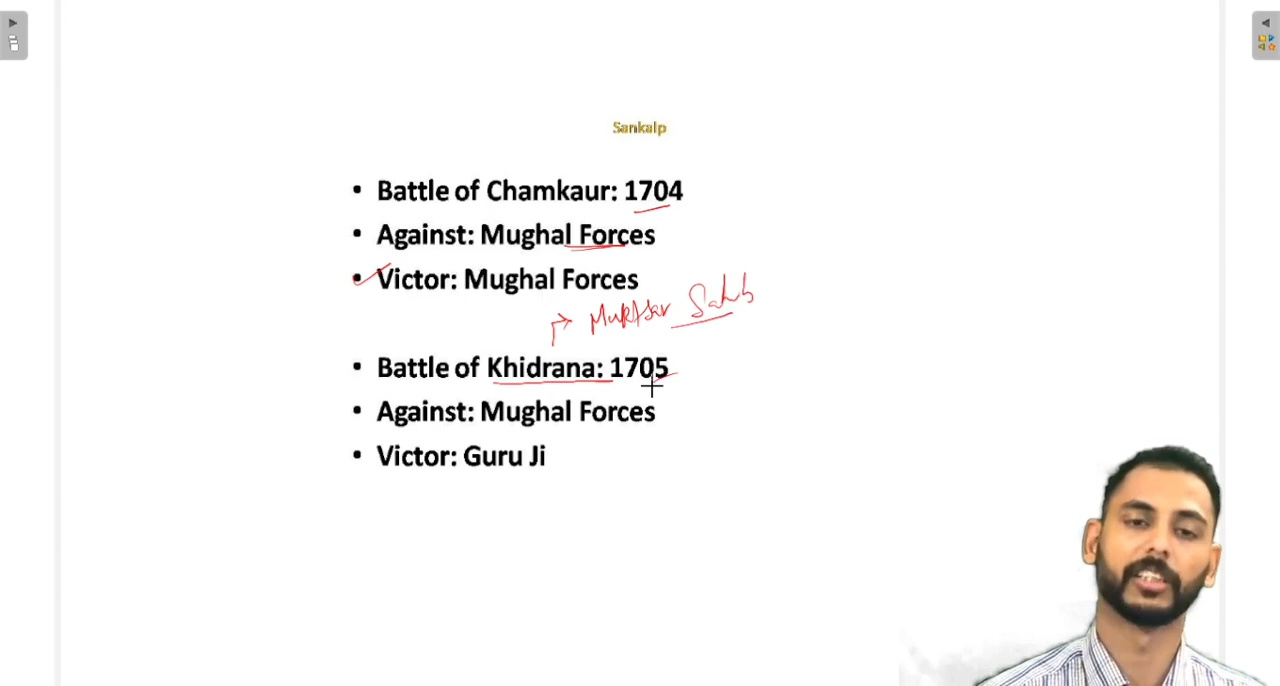 Sankalp
• Battle of Chamkaur: 1704
• Against: Mughal Forces
• Victor: Mughal Forces
Muktsar Sahib
• Battle of Khidrana: 1705
• Against: Mughal Forces
• Victor: Guru Ji